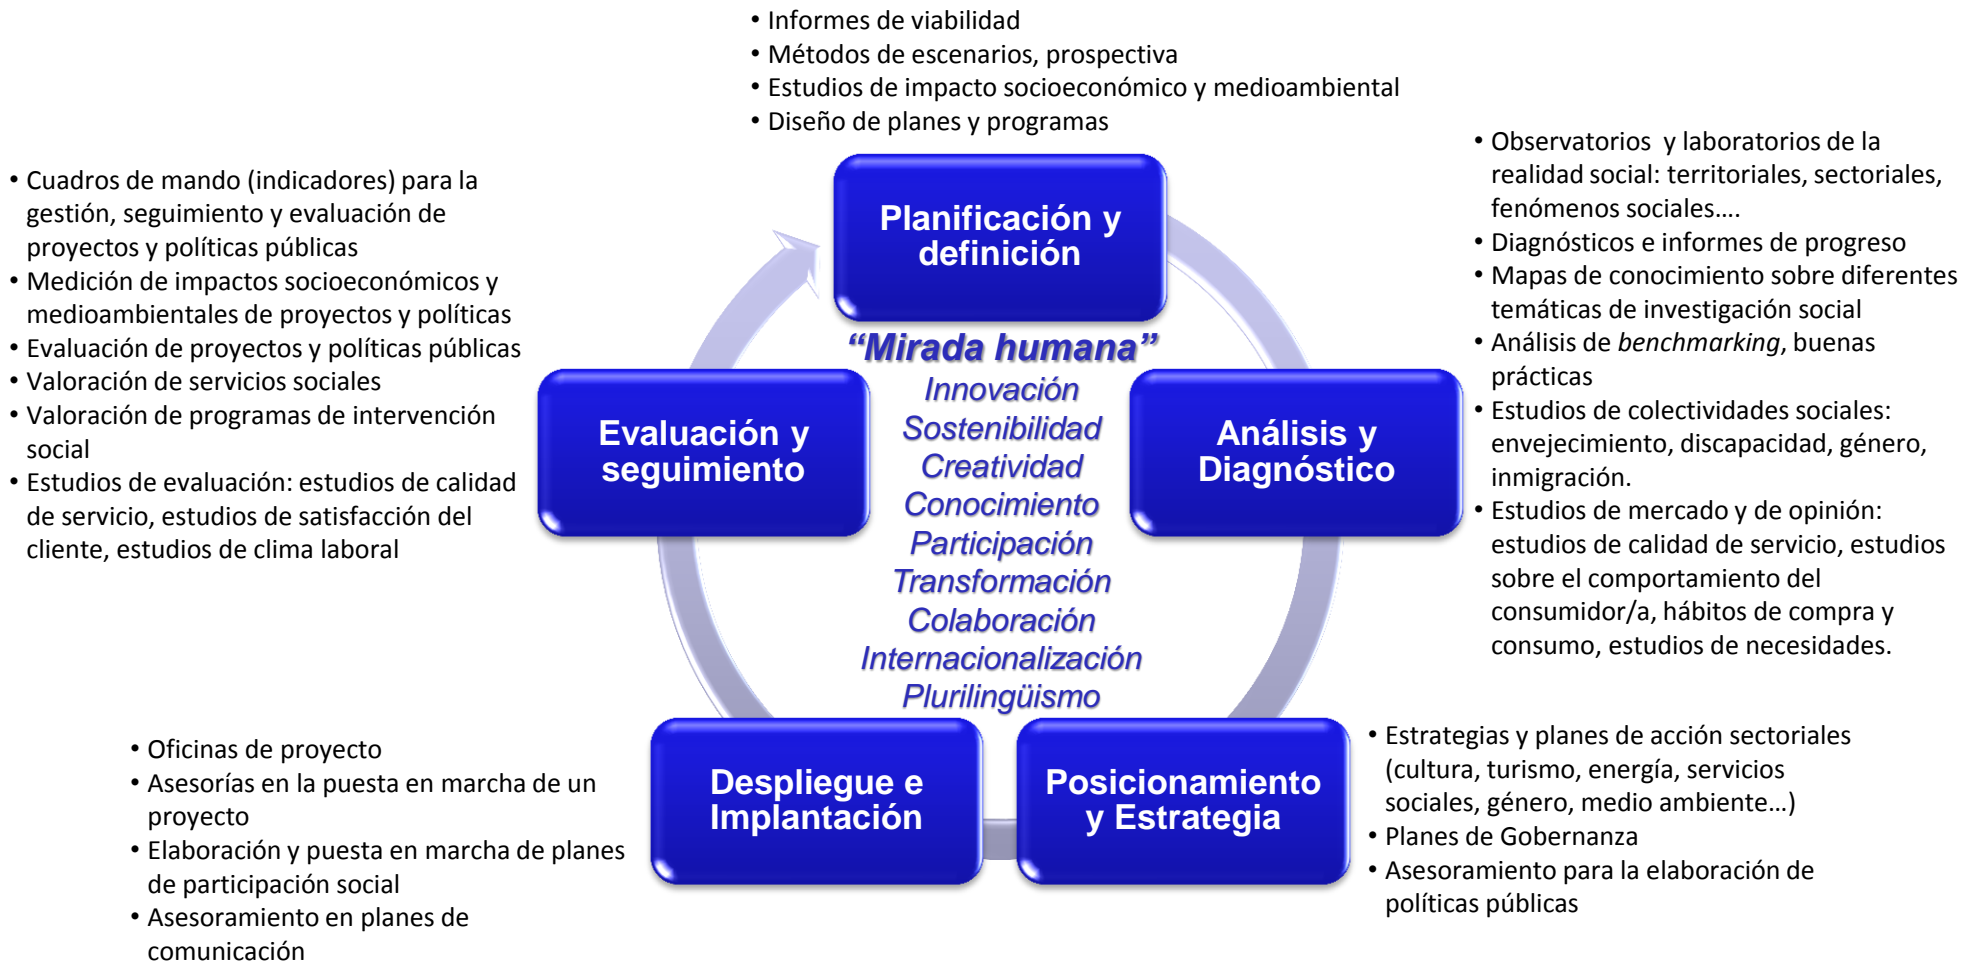 • Informes de viabilidad
• Métodos de escenarios, prospectiva
• Estudios de impacto socioeconómico y medioambiental
• Diseño de planes y programas
Planificación y
definición
• Observatorios y laboratorios de la
realidad social: territoriales, sectoriales,
fenómenos sociales....
• Diagnósticos e informes de progreso
• Mapas de conocimiento sobre diferentes
temáticas de investigación social
• Análisis de benchmarking, buenas
prácticas
• Estudios de colectividades sociales:
envejecimiento, discapacidad, género,
inmigración.
• Estudios de mercado y de opinión:
estudios de calidad de servicio, estudios
sobre el comportamiento del
consumidor/a, hábitos de compra y
consumo, estudios de necesidades.
Análisis y
Diagnóstico
• Estrategias y planes de acción sectoriales
(cultura, turismo, energía, servicios
sociales, género, medio ambiente...)
• Planes de Gobernanza
• Asesoramiento para la elaboración de
políticas públicas
Posicionamiento
y Estrategia
Despliegue e
Implantación
• Oficinas de proyecto
• Asesorías en la puesta en marcha de un
proyecto
• Elaboración y puesta en marcha de planes
de participación social
• Asesoramiento en planes de
comunicación
Evaluación y
seguimiento
• Cuadros de mando (indicadores) para la
gestión, seguimiento y evaluación de
proyectos y políticas públicas
• Medición de impactos socioeconómicos y
medioambientales de proyectos y políticas
• Evaluación de proyectos y políticas públicas
• Valoración de servicios sociales
• Valoración de programas de intervención
social
• Estudios de evaluación: estudios de calidad
de servicio, estudios de satisfacción del
cliente, estudios de clima laboral
“Mirada humana”
Innovación
Sostenibilidad
Creatividad
Conocimiento
Participación
Transformación
Colaboración
Internacionalización
Plurilingüismo